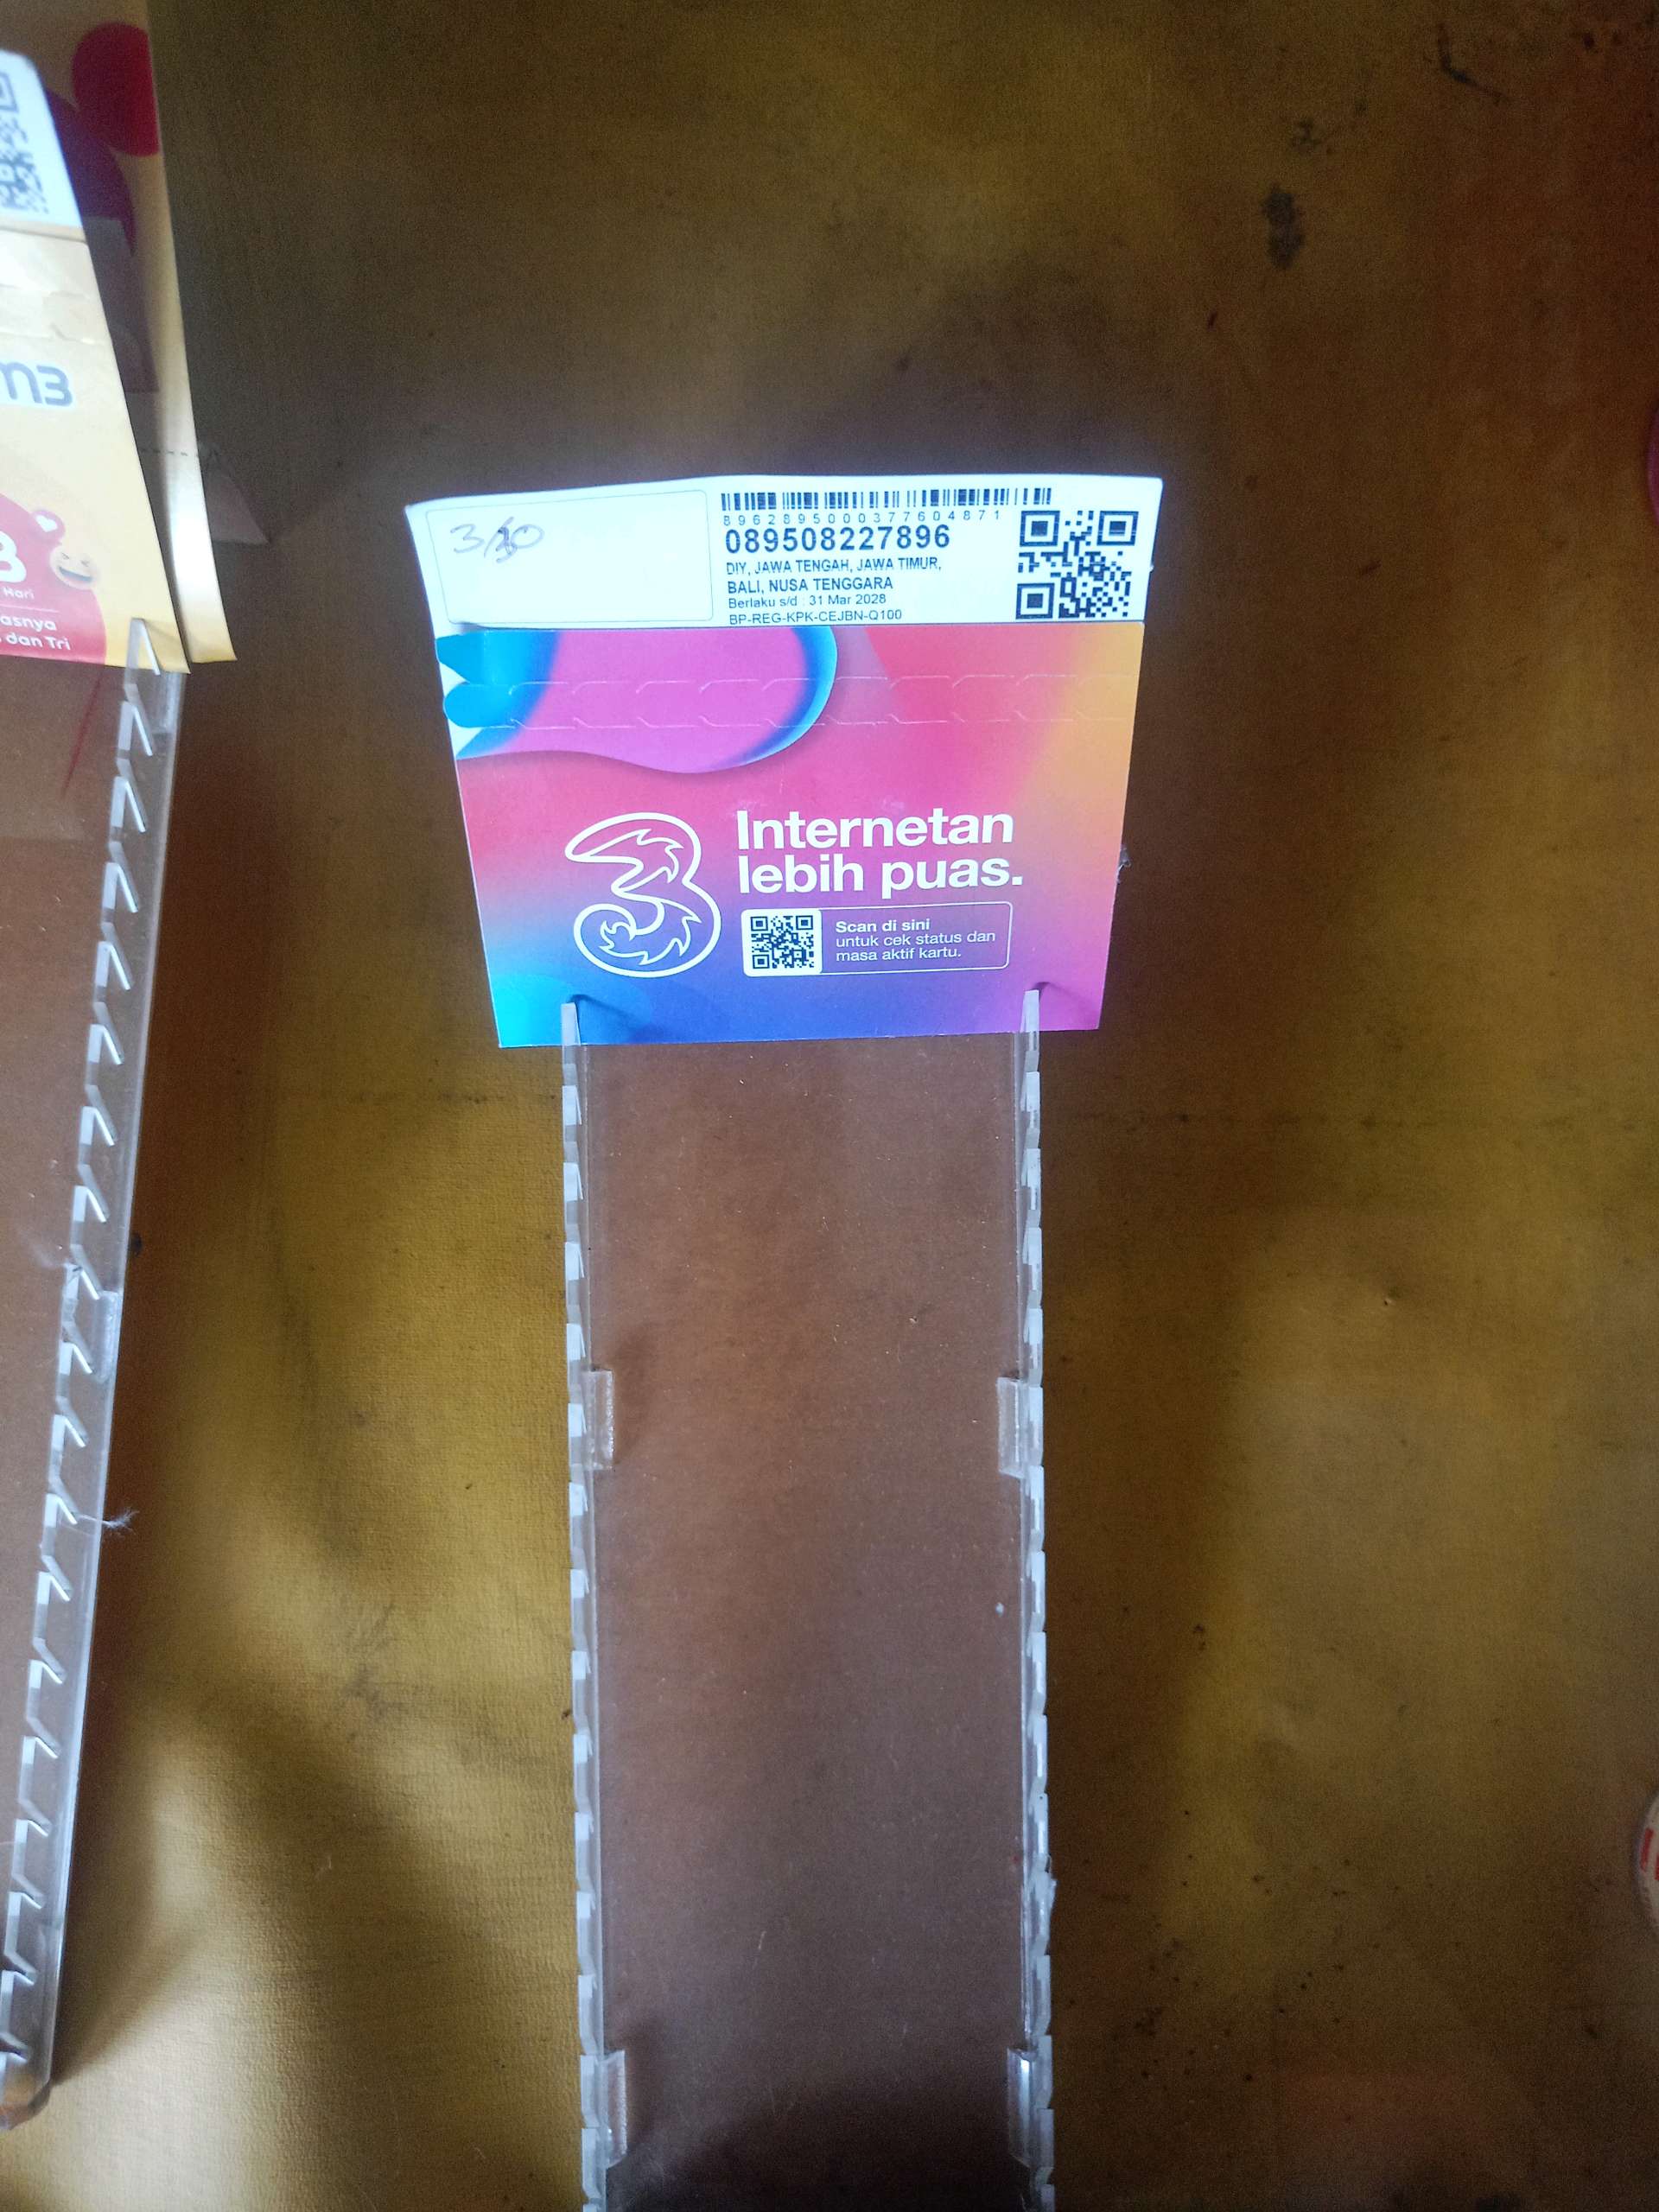 m3
Hari
asnya
dan Tri
3/30
8962895000377604871
089508227896
DIY, JAWA TENGAH, JAWA TIMUR,
BALI, NUSA TENGGARA
Berlaku s/d : 31 Mar 2028
BP-REG-KPK-CEJBN-Q100
3
Internetan
lebih puas.
Scan di sini
untuk cek status dan
masa aktif kartu.